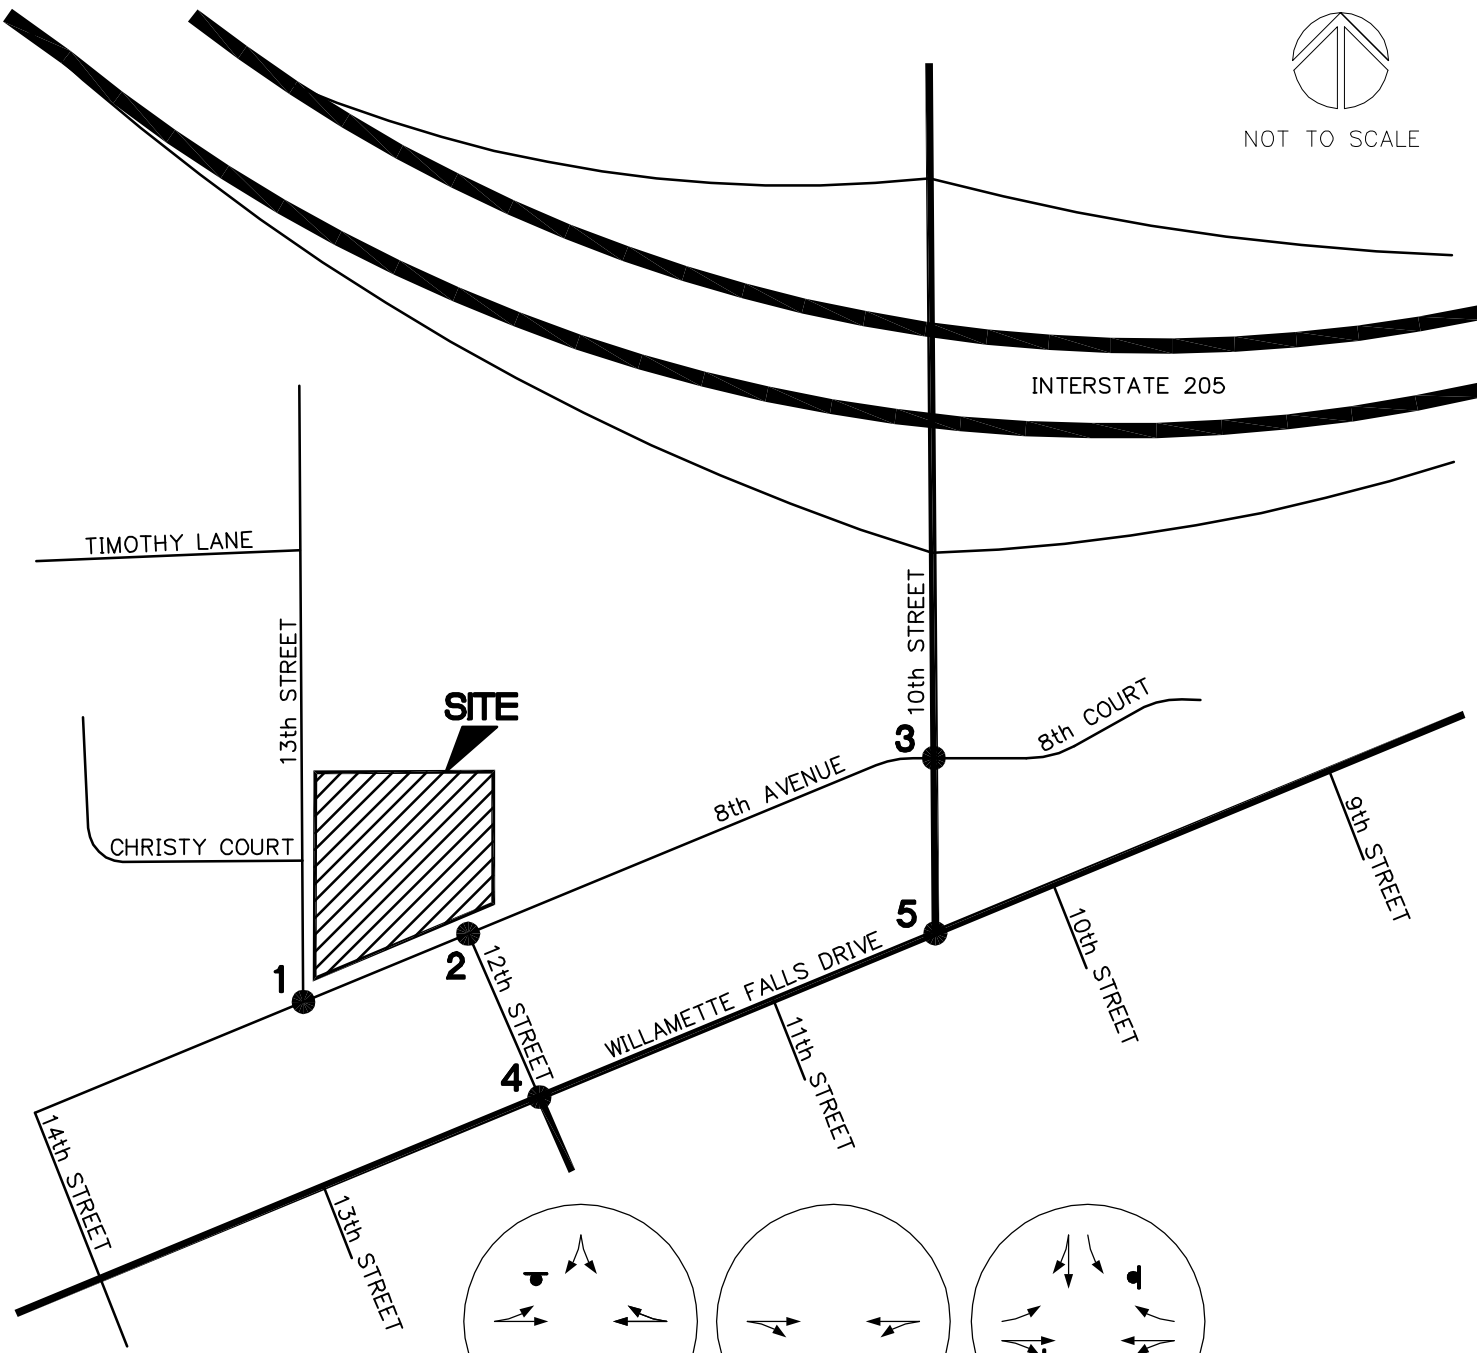 NOT TO SCALE
INTERSTATE 205
TIMOTHY LANE
10th STREET
13th STREET
SITE
8th COURT
3
8th AVENUE
9th STREET
CHRISTY COURT
5
10th STREET
2
12th STREET
1
WILLAMETTE FALLS DRIVE
11th STREET
4
14th STREET
13th STREET